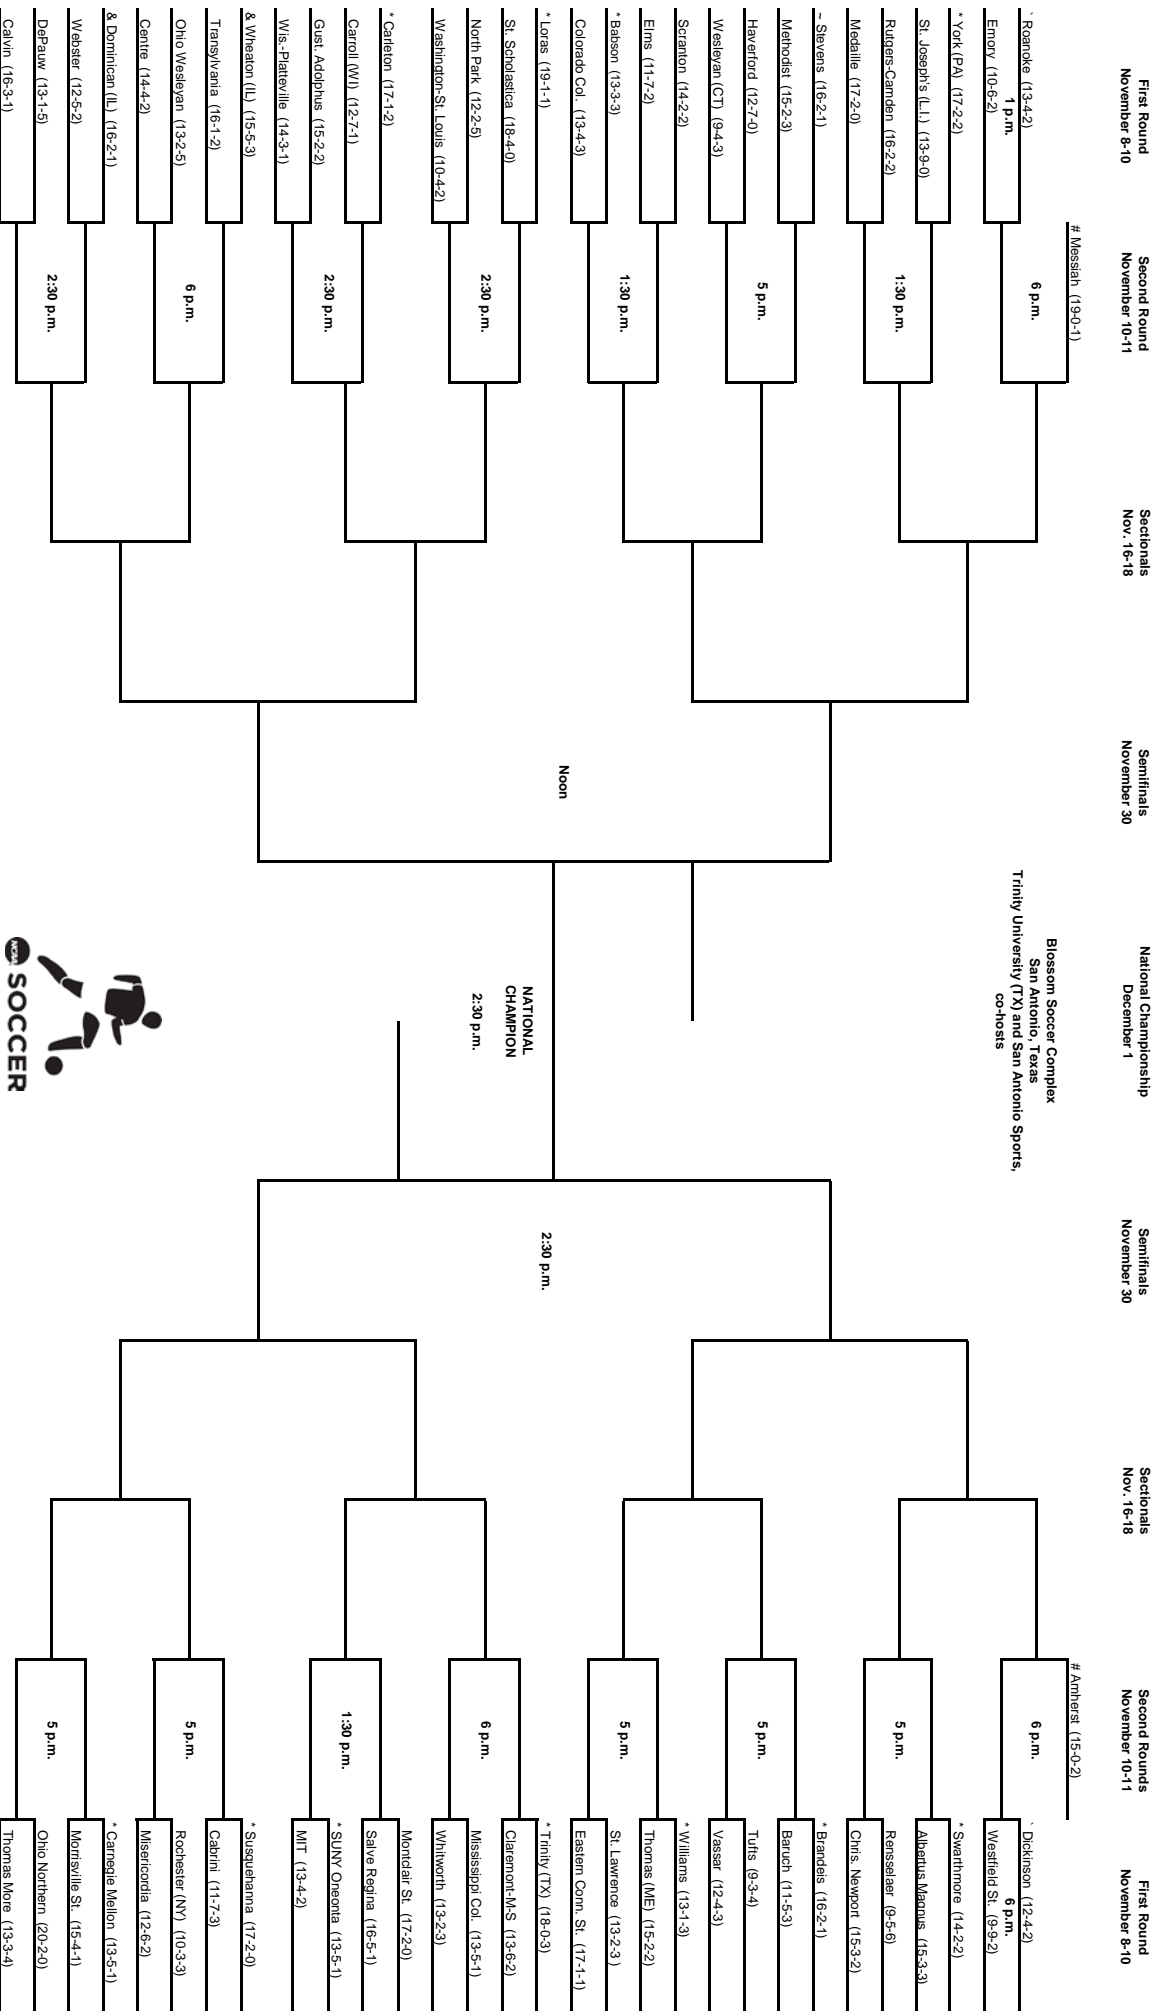 First Round
November 8-10
Second Round
November 10-11
Sectionals
Nov. 16-18
Semifinals
November 30
National Championship
December 1
Semifinals
November 30
Sectionals
Nov. 16-18
Second Rounds
November 10-11
First Round
November 8-10
# Messiah (19-0-1)
` Roanoke (13-4-2)
1 p.m.
Emory (10-6-2)
6 p.m.
* York (PA) (17-2-2)
St. Joseph's (L.I.) (13-9-0)
Rutgers-Camden (16-2-2)
Medaille (17-2-0)
1:30 p.m.
~ Stevens (16-2-1)
Methodist (15-2-3)
Haverford (12-7-0)
Wesleyan (CT) (9-4-3)
5 p.m.
Scranton (14-2-2)
Elms (11-7-2)
* Babson (13-3-3)
Colorado Col. (13-4-3)
1:30 p.m.
* Loras (19-1-1)
St. Scholastica (18-4-0)
North Park (12-2-5)
Washington-St. Louis (10-4-2)
2:30 p.m.
* Carleton (17-1-2)
Carroll (WI) (12-7-1)
Gust. Adolphus (15-2-2)
Wis.-Platteville (14-3-1)
2:30 p.m.
& Wheaton (IL) (15-5-3)
Transylvania (16-1-2)
Ohio Wesleyan (13-2-5)
Centre (14-4-2)
6 p.m.
& Dominican (IL) (16-2-1)
Webster (12-5-2)
DePauw (13-1-5)
Calvin (16-3-1)
2:30 p.m.
Noon
Blossom Soccer Complex
San Antonio, Texas
Trinity University (TX) and San Antonio Sports,
co-hosts
NATIONAL
CHAMPION
2:30 p.m.
NCAA SOCCER
2:30 p.m.
# Amherst (15-0-2)
6 p.m.
` Dickinson (12-4-2)
6 p.m.
Westfield St. (9-9-2)
* Swarthmore (14-2-2)
Albertus Magnus (15-3-3)
Rensselaer (9-5-6)
Chris. Newport (15-3-2)
5 p.m.
* Brandeis (16-2-1)
Baruch (11-5-3)
Tufts (9-3-4)
Vassar (12-4-3)
5 p.m.
* Williams (13-1-3)
Thomas (ME) (15-2-2)
St. Lawrence (13-2-3)
Eastern Conn. St. (17-1-1)
5 p.m.
* Trinity (TX) (18-0-3)
Claremont-M-S (13-6-2)
Mississippi Col. (13-5-1)
Whitworth (13-2-3)
6 p.m.
Montclair St. (17-2-0)
Salve Regina (16-5-1)
* SUNY Oneonta (13-5-1)
MIT (13-4-2)
1:30 p.m.
* Susquehanna (17-2-0)
Cabrini (11-7-3)
Rochester (NY) (10-3-3)
Misericordia (12-6-2)
5 p.m.
* Carnegie Mellon (13-5-1)
Morrisville St. (15-4-1)
Ohio Northern (20-2-0)
Thomas More (13-3-4)
5 p.m.